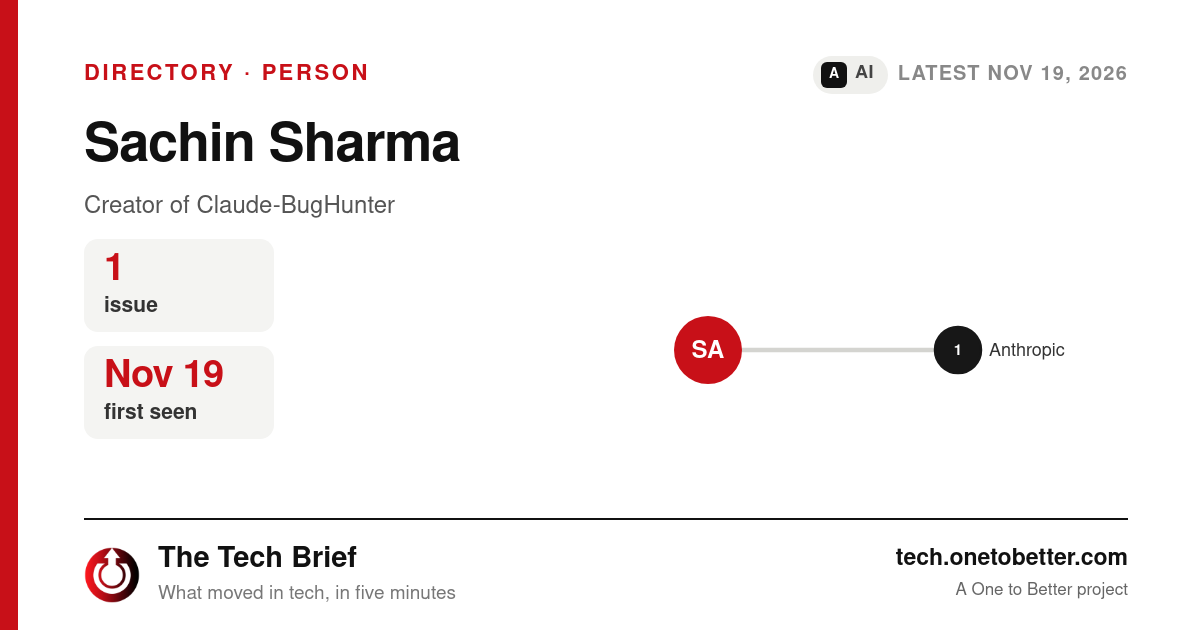 DIRECTORY · PERSON
A AI LATEST NOV 19, 2026
Sachin Sharma
Creator of Claude-BugHunter
1
issue
Nov 19
first seen
SA
1 Anthropic
The Tech Brief
What moved in tech, in five minutes
tech.onetobetter.com
A One to Better project